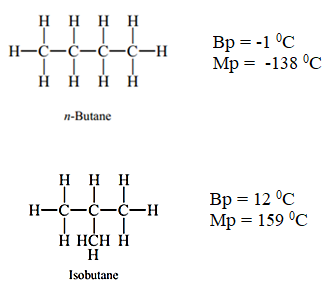 H H H H
H–C–C–C–C–H
H H H H
Bp = -1 ⁰C
Mp = -138 ⁰C
n-Butane
H H H
H–C–C–C–H
H HCH H
H
Bp = 12 ⁰C
Mp = 159 ⁰C
Isobutane